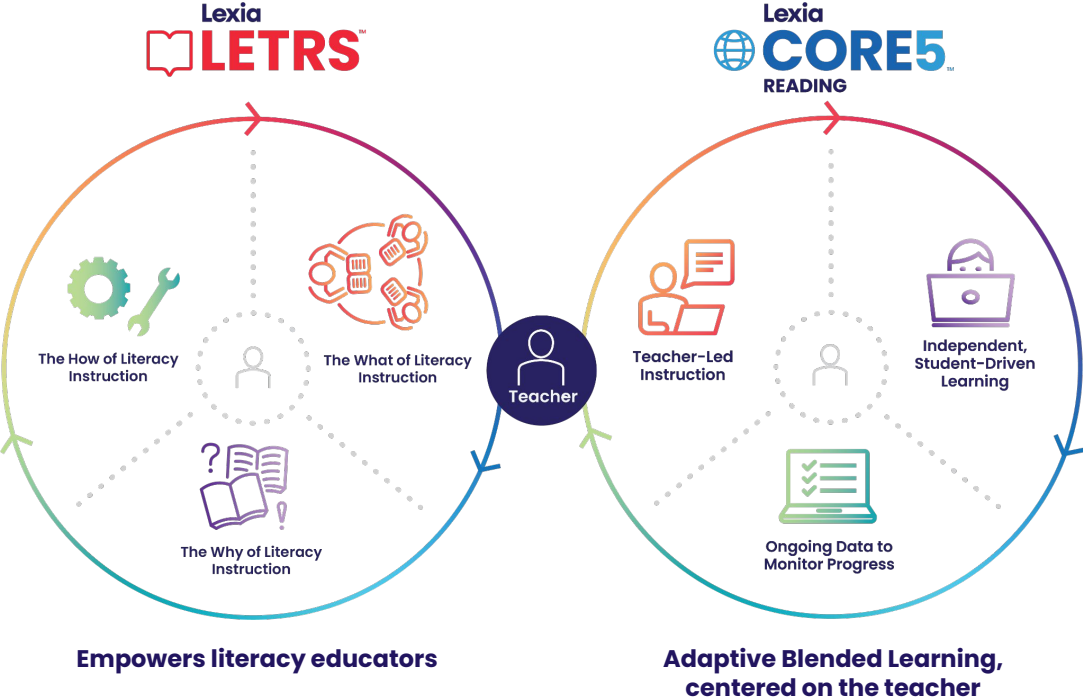 Lexia
LETRS™
The How of Literacy
Instruction
The What of Literacy
Instruction
The Why of Literacy
Instruction
Empowers literacy educators
Teacher
Lexia
CORE5™
READING
Teacher-Led
Instruction
Independent,
Student-Driven
Learning
Ongoing Data to
Monitor Progress
Adaptive Blended Learning,
centered on the teacher